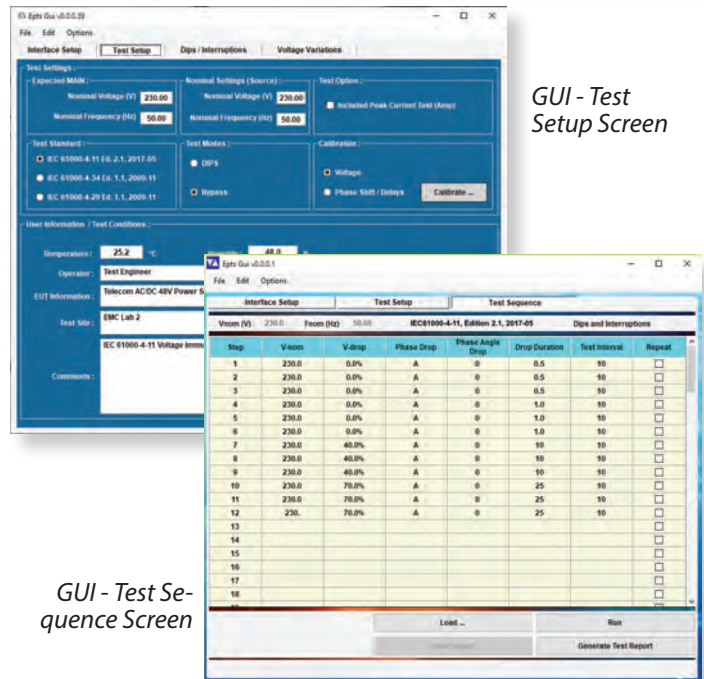 Epts Gui v0.0.0.39
File Edit Options
Interface Setup Test Setup Dips / Interruptions Voltage Variations
Test Settings :
Expected MAIN : Nominal Settings (Source) : Test Option :
Nominal Voltage (V) 230.00 Nominal Voltage (V) 230.00
Included Peak Current Test (Amp)
Nominal Frequency (Hz) 50.00 Nominal Frequency (Hz) 50.00
Test Standard : Test Modes : Calibration :
IEC 61000-4-11 Ed. 2.1, 2017-05 DIPS
Voltage
IEC 61000-4-34 Ed. 1.1, 2009-11
Bypass Phase Shift / Delays Calibrate ...
IEC 61000-4-29 Ed. 1.1, 2009-11
User Information / Test Conditions :
Temperature : 25.2 °C 48.0
Operator : Test Engineer
EUT Information : Telecom AC/DC 48V Power S
Test Site : EMC Lab 2
Comments : IEC 61000-4-11 Voltage Immu
GUI - Test
Setup Screen
Epts Gui v0.0.0.1
File Edit Options
Interface Setup Test Setup Test Sequence
Vnom (V) 230.0 Fnom (Hz) 50.00 IEC61000-4-11, Edition 2.1, 2017-05 Dips and Interruptions
Step V-nom V-drop Phase Drop Phase Angle Drop Drop Duration Test Interval Repeat
1 230.0 0.0% A 0 0.5 10
2 230.0 0.0% A 0 0.5 10
3 230.0 0.0% A 0 0.5 10
4 230.0 0.0% A 0 1.0 10
5 230.0 0.0% A 0 1.0 10
6 230.0 0.0% A 0 1.0 10
7 230.0 40.0% A 0 10 10
8 230.0 40.0% A 0 10 10
9 230.0 40.0% A 0 10 10
10 230.0 70.0% A 0 25 10
11 230.0 70.0% A 0 25 10
12 230. 70.0% A 0 25 10
13
14
15
16
17
18
Load ... Run
Generate Test Report
GUI - Test Se-
quence Screen